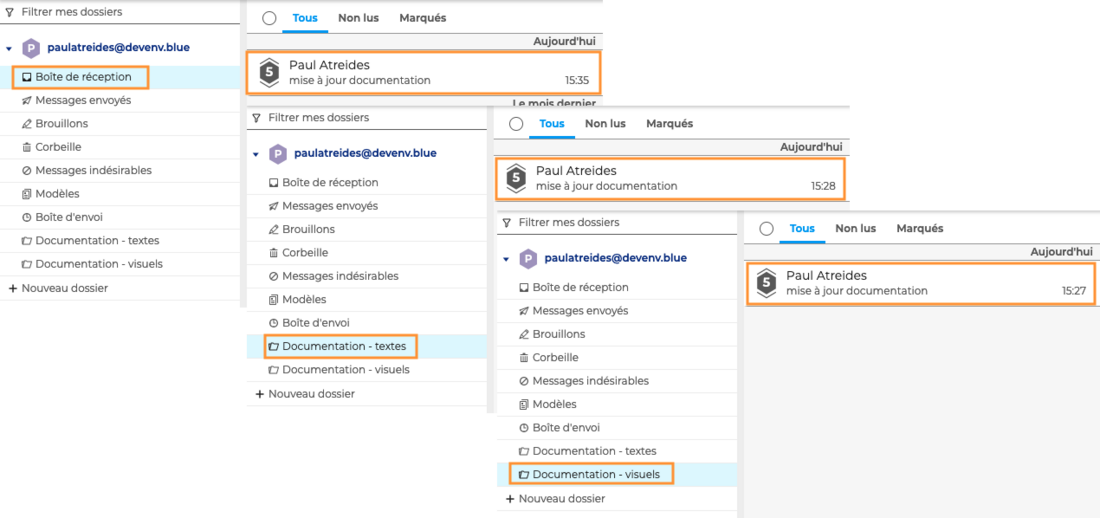 Filtrer mes dossiers
P paulatreides@devenv.blue
Boîte de réception
Messages envoyés
Brouillons
Corbeille
Messages indésirables
Modèles
Boîte d'envoi
Documentation - textes
Documentation - visuels
+ Nouveau dossier
Tous Non lus Marqués
Aujourd'hui
5 Paul Atreides
mise à jour documentation 15:35
Le mois dernier
Filtrer mes dossiers
P paulatreides@devenv.blue
Boîte de réception
Messages envoyés
Brouillons
Corbeille
Messages indésirables
Modèles
Boîte d'envoi
Documentation - textes
Documentation - visuels
+ Nouveau dossier
Tous Non lus Marqués
Aujourd'hui
5 Paul Atreides
mise à jour documentation 15:28
Filtrer mes dossiers
P paulatreides@devenv.blue
Boîte de réception
Messages envoyés
Brouillons
Corbeille
Messages indésirables
Modèles
Boîte d'envoi
Documentation - textes
Documentation - visuels
+ Nouveau dossier
Tous Non lus Marqués
Aujourd'hui
5 Paul Atreides
mise à jour documentation 15:27